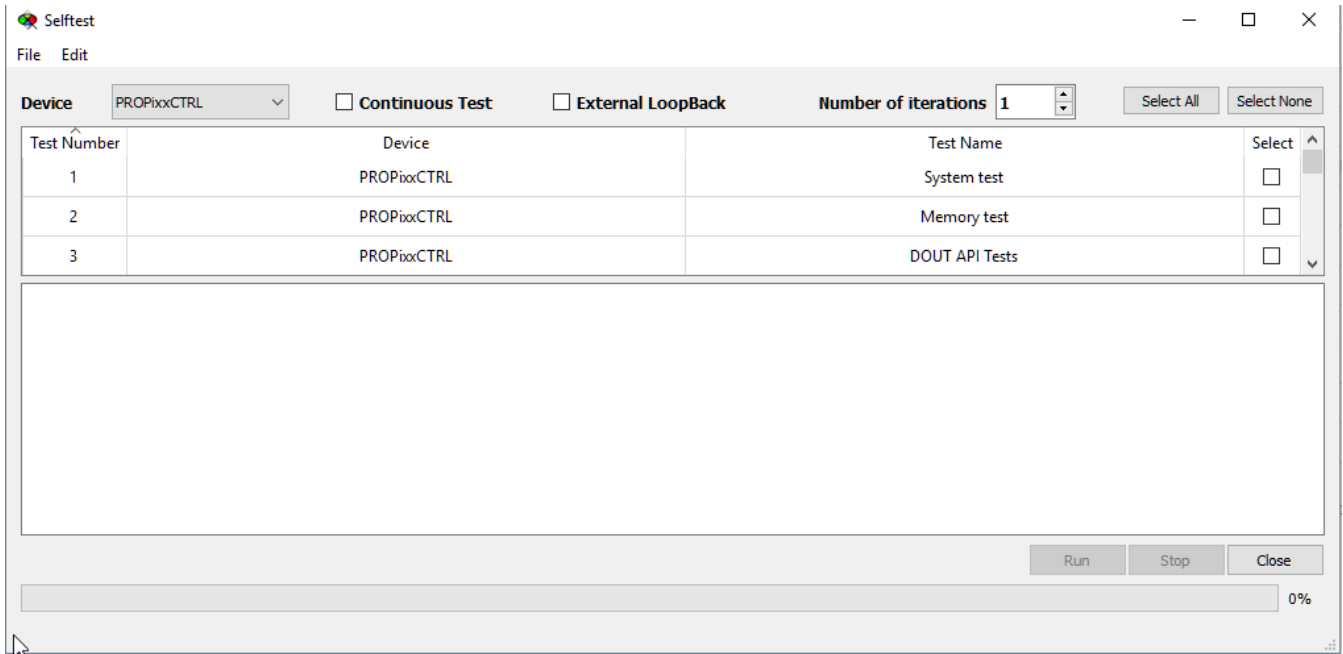 Selftest
File Edit
Device PROPixxCTRL Continuous Test External LoopBack Number of iterations 1 Select All Select None
Test Number Device Test Name Select
1 PROPixxCTRL System test
2 PROPixxCTRL Memory test
3 PROPixxCTRL DOUT API Tests
Run Stop Close
0%